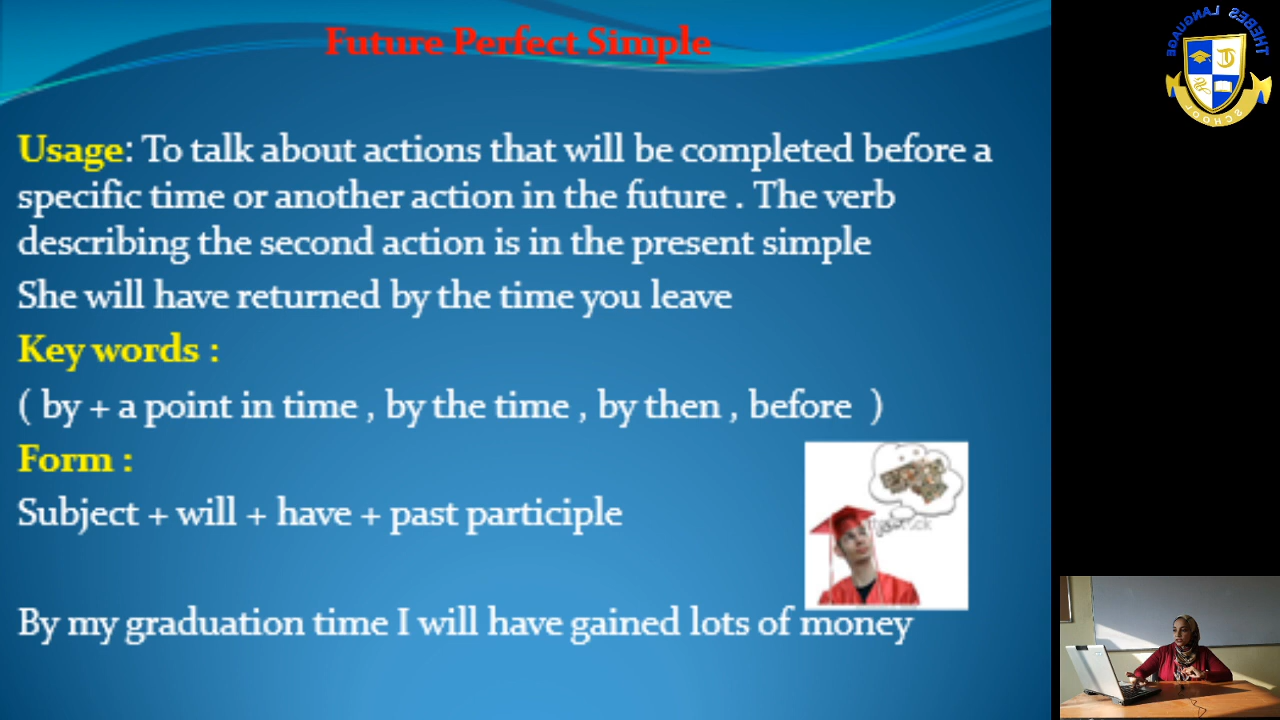 Future Perfect Simple
THEBES LANGUAGE
SCHOOL
Usage: To talk about actions that will be completed before a
specific time or another action in the future . The verb
describing the second action is in the present simple
She will have returned by the time you leave
Key words :
( by + a point in time , by the time , by then , before )
Form :
Subject + will + have + past participle
By my graduation time I will have gained lots of money